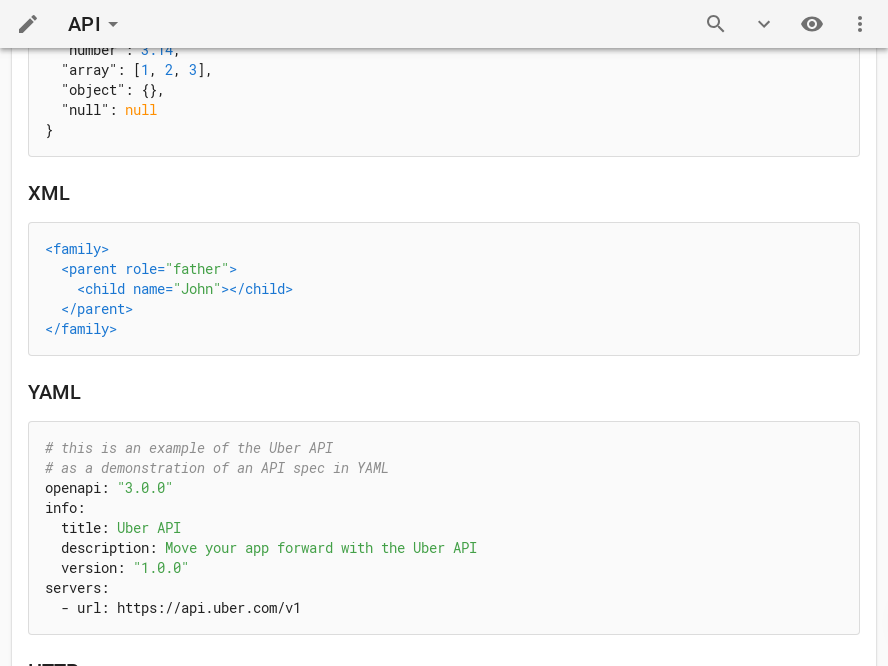 API
"number": 3.14,
"array": [1, 2, 3],
"object": {},
"null": null
}
XML
<family>
<parent role="father">
<child name="John"></child>
</parent>
</family>
YAML
# this is an example of the Uber API
# as a demonstration of an API spec in YAML
openapi: "3.0.0"
info:
title: Uber API
description: Move your app forward with the Uber API
version: "1.0.0"
servers:
- url: https://api.uber.com/v1